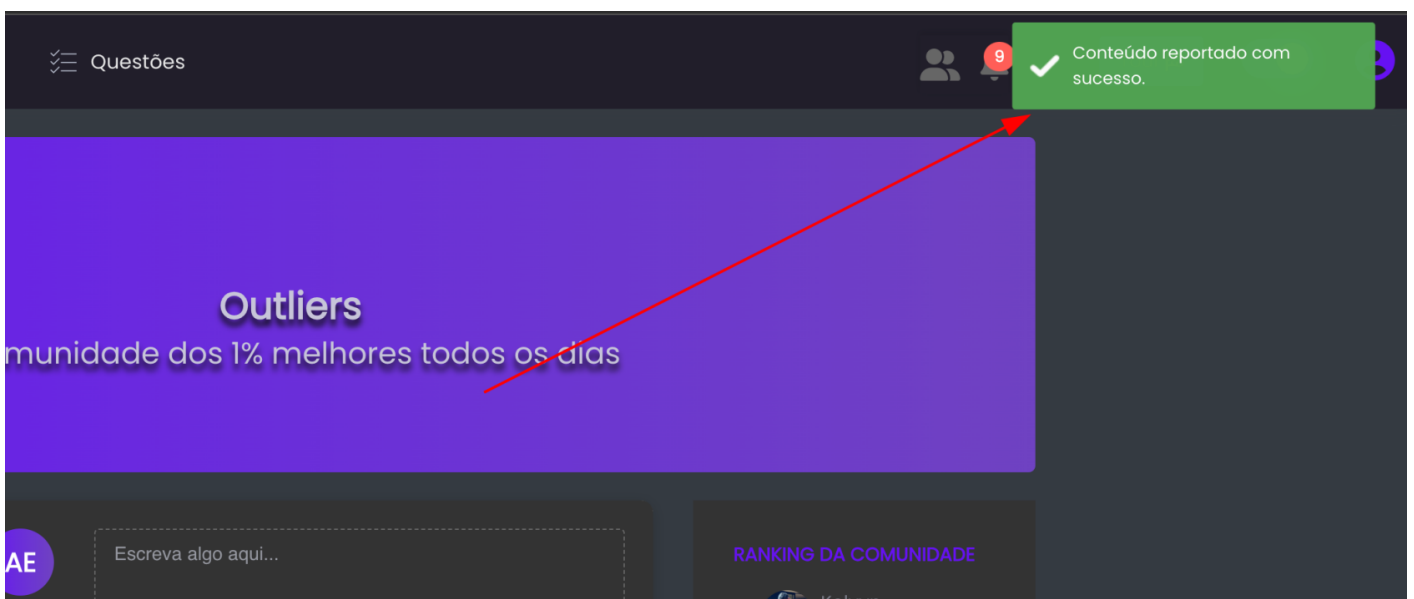 Questões
9
Conteúdo reportado com
sucesso.
Outliers
munidade dos 1% melhores todos os dias
AE
Escreva algo aqui...
RANKING DA COMUNIDADE